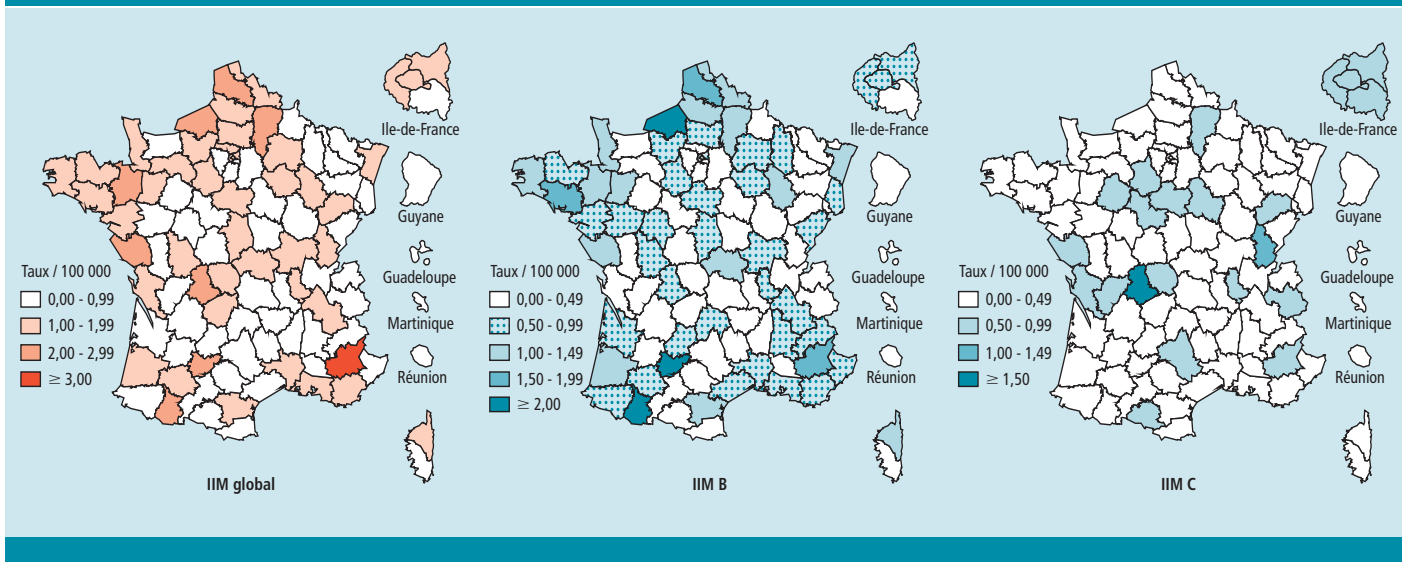 Ile-de-France
Guyane
Guadeloupe
Martinique
Réunion
Taux / 100 000
0,00 - 0,99
1,00 - 1,99
2,00 - 2,99
≥ 3,00
IIM global
Ile-de-France
Guyane
Guadeloupe
Martinique
Réunion
Taux / 100 000
0,00 - 0,49
0,50 - 0,99
1,00 - 1,49
1,50 - 1,99
≥ 2,00
IIM B
Ile-de-France
Guyane
Guadeloupe
Martinique
Réunion
Taux / 100 000
0,00 - 0,49
0,50 - 0,99
1,00 - 1,49
≥ 1,50
IIM C